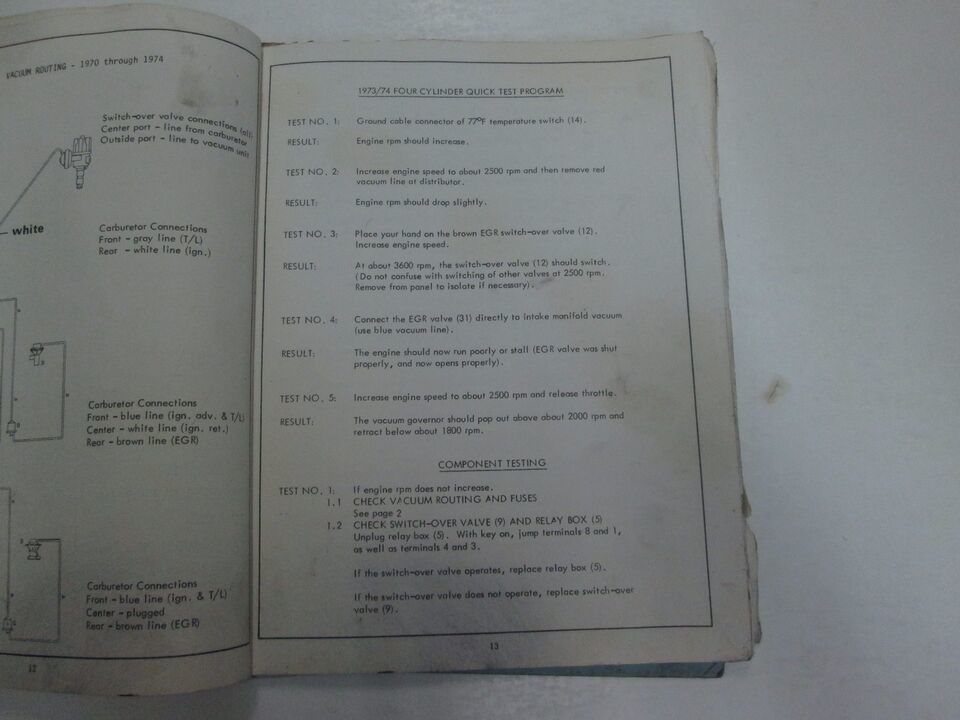 VACUUM ROUTING - 1970 through 1974
Switch-over valve connections (all)
Center port - line from carburetor
Outside port - line to vacuum unit
white
Carburetor Connections
Front - gray line (T/L)
Rear - white line (ign.)
Carburetor Connections
Front - blue line (ign. adv. & T/L)
Center - white line (ign. ret.)
Rear - brown line (EGR)
Carburetor Connections
Front - blue line (ign. & T/L)
Center - plugged
Rear - brown line (EGR)
12
1973/74 FOUR CYLINDER QUICK TEST PROGRAM
TEST NO. 1: Ground cable connector of 77°F temperature switch (14).
RESULT: Engine rpm should increase.
TEST NO. 2: Increase engine speed to about 2500 rpm and then remove red
vacuum line at distributor.
RESULT: Engine rpm should drop slightly.
TEST NO. 3: Place your hand on the brown EGR switch-over valve (12).
Increase engine speed.
RESULT: At about 3600 rpm, the switch-over valve (12) should switch.
(Do not confuse with switching of other valves at 2500 rpm.
Remove from panel to isolate if necessary).
TEST NO. 4: Connect the EGR valve (31) directly to intake manifold vacuum
(use blue vacuum line).
RESULT: The engine should now run poorly or stall (EGR valve was shut
properly, and now opens properly).
TEST NO. 5: Increase engine speed to about 2500 rpm and release throttle.
RESULT: The vacuum governor should pop out above about 2000 rpm and
retract below about 1800 rpm.
COMPONENT TESTING
TEST NO. 1: If engine rpm does not increase.
1.1 CHECK VACUUM ROUTING AND FUSES
See page 2
1.2 CHECK SWITCH-OVER VALVE (9) AND RELAY BOX (5)
Unplug relay box (5). With key on, jump terminals 8 and 1,
as well as terminals 4 and 3.
If the switch-over valve operates, replace relay box (5).
If the switch-over valve does not operate, replace switch-over
valve (9).
13